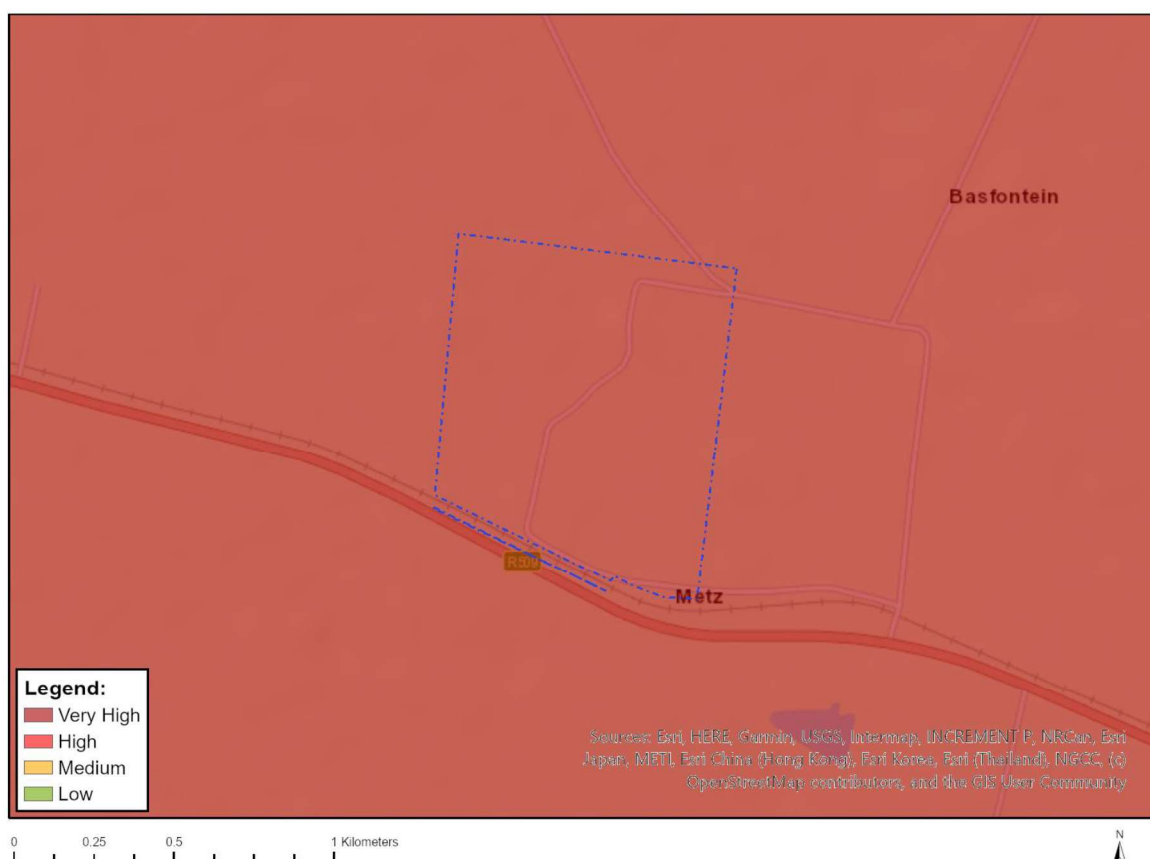 Basfontein
R509
Metz
Legend:
Very High
High
Medium
Low
Sources: Esri, HERE, Garmin, USGS, Intermap, INCREMENT P, NRCan, Esri
Japan, METI, Esri China (Hong Kong), Esri Korea, Esri (Thailand), NGCC, (c)
OpenStreetMap contributors, and the GIS User Community
0 0.25 0.5 1 Kilometers
N